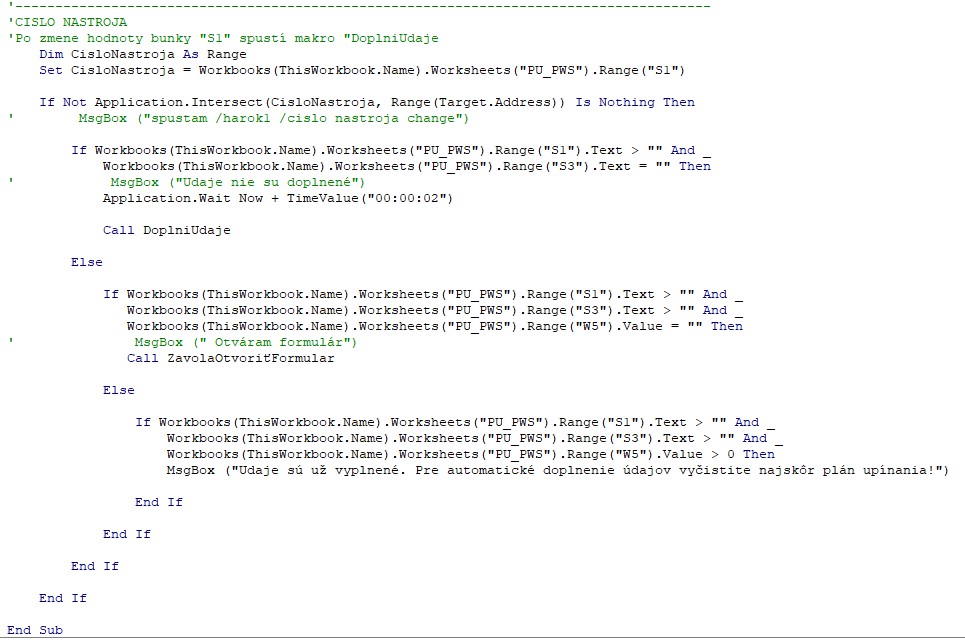 '---------------------------------------------------------------------------------------
'CISLO NASTROJA
'Po zmene hodnoty bunky "S1" spustí makro "DoplniUdaje
    Dim CisloNastroja As Range
    Set CisloNastroja = Workbooks(ThisWorkbook.Name).Worksheets("PU_PWS").Range("S1")
    If Not Application.Intersect(CisloNastroja, Range(Target.Address)) Is Nothing Then
'        MsgBox ("spustam /harok1 /cislo nastroja change")
        If Workbooks(ThisWorkbook.Name).Worksheets("PU_PWS").Range("S1").Text > "" And _
            Workbooks(ThisWorkbook.Name).Worksheets("PU_PWS").Range("S3").Text = "" Then
'            MsgBox ("Udaje nie su doplnené")
            Application.Wait Now + TimeValue("00:00:02")
            Call DoplniUdaje
        Else
            If Workbooks(ThisWorkbook.Name).Worksheets("PU_PWS").Range("S1").Text > "" And _
               Workbooks(ThisWorkbook.Name).Worksheets("PU_PWS").Range("S3").Text > "" And _
               Workbooks(ThisWorkbook.Name).Worksheets("PU_PWS").Range("W5").Value = "" Then
'               MsgBox (" Otváram formulár")
               Call ZavolaOtvoriťFormular
            Else
                If Workbooks(ThisWorkbook.Name).Worksheets("PU_PWS").Range("S1").Text > "" And _
                    Workbooks(ThisWorkbook.Name).Worksheets("PU_PWS").Range("S3").Text > "" And _
                    Workbooks(ThisWorkbook.Name).Worksheets("PU_PWS").Range("W5").Value > 0 Then
                    MsgBox ("Udaje sú už vyplnené. Pre automatické doplnenie údajov vyčistite najskôr plán upínania!")
                End If
            End If
        End If
    End If
End Sub